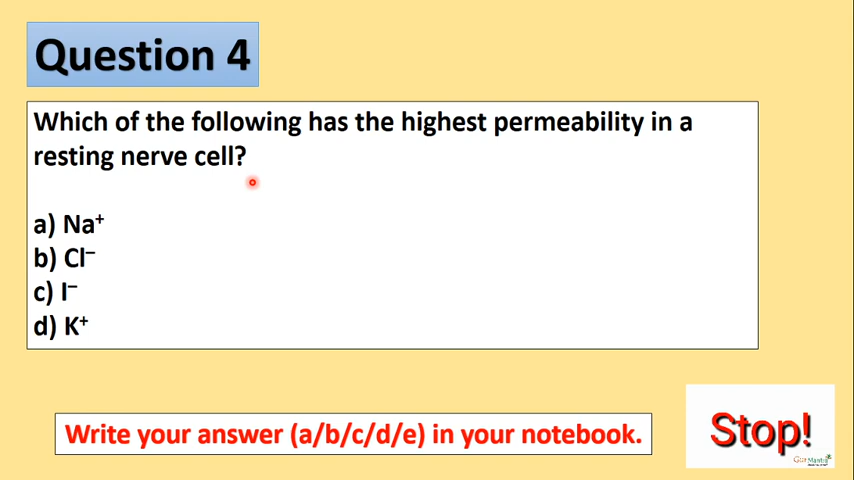 Question 4
Which of the following has the highest permeability in a
resting nerve cell?
a) Na⁺
b) Cl⁻
c) I⁻
d) K⁺
Write your answer (a/b/c/d/e) in your notebook.
Stop!